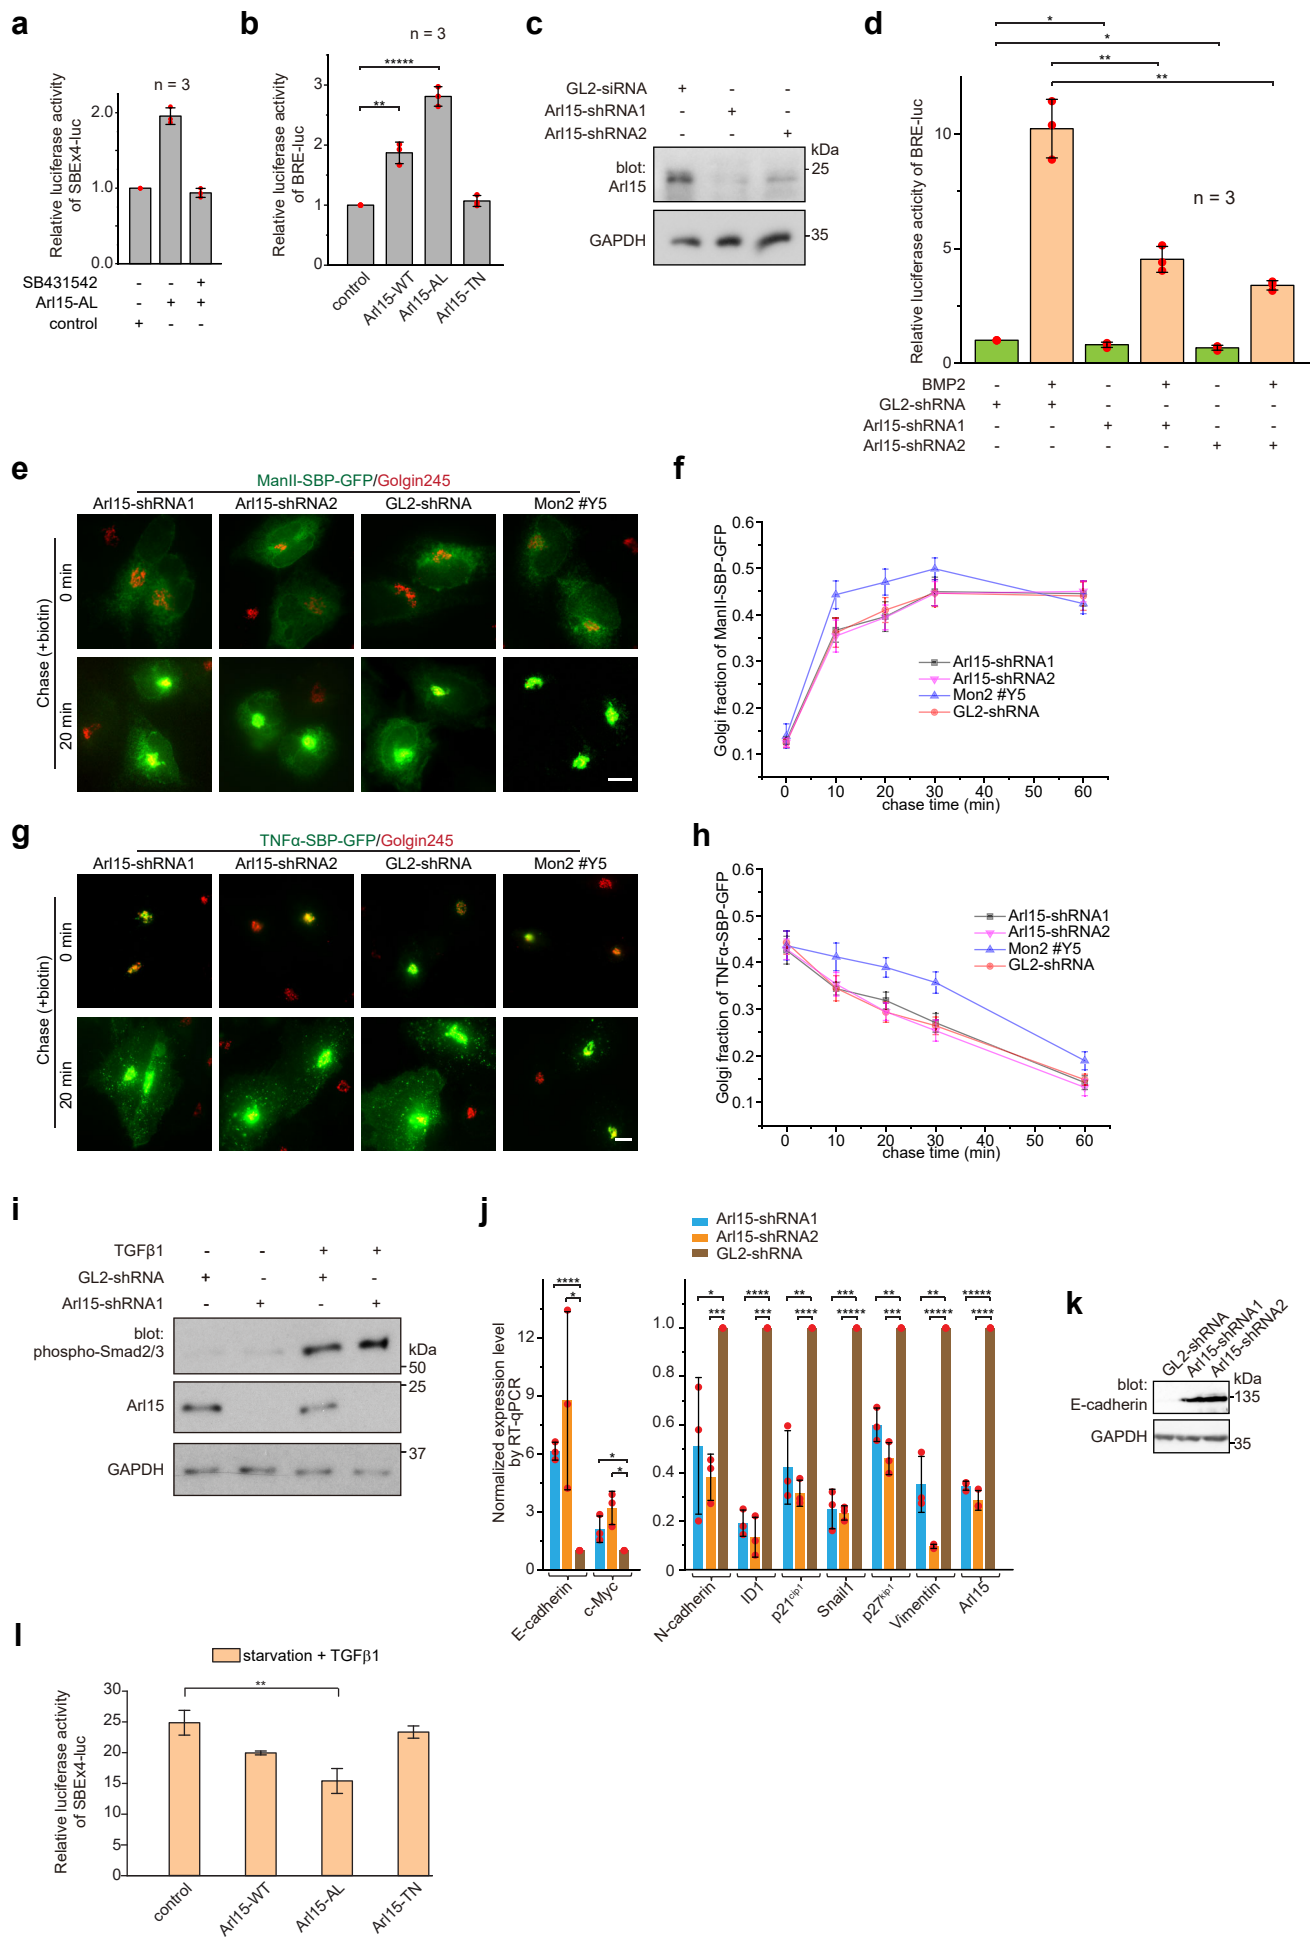 a
n = 3
Relative luciferase activity
of SBEx4-luc
2.0
1.0
0.0
SB431542 - - +
Arl15-AL - + +
control + - -
b
n = 3
Relative luciferase activity
of BRE-luc
*****
**
3
2
1
0
control
Arl15-WT
Arl15-AL
Arl15-TN
c
GL2-siRNA + - -
Arl15-shRNA1 - + -
Arl15-shRNA2 - - +
kDa
blot:
Arl15
25
GAPDH
35
d
*
*
**
**
Relative luciferase acticity of BRE-luc
10
5
0
n = 3
BMP2 - + - + - +
GL2-shRNA + + - - - -
Arl15-shRNA1 - - + + - -
Arl15-shRNA2 - - - - + +
e
ManII-SBP-GFP/Golgin245
Arl15-shRNA1 Arl15-shRNA2 GL2-shRNA Mon2 #Y5
Chase (+biotin)
0 min
20 min
f
Golgi fraction of ManII-SBP-GFP
0.6
0.5
0.4
0.3
0.2
0.1
Arl15-shRNA1
Arl15-shRNA2
Mon2 #Y5
GL2-shRNA
0 10 20 30 40 50 60
chase time (min)
g
TNFα-SBP-GFP/Golgin245
Arl15-shRNA1 Arl15-shRNA2 GL2-shRNA Mon2 #Y5
Chase (+biotin)
0 min
20 min
h
Golgi fraction of TNFα-SBP-GFP
0.6
0.5
0.4
0.3
0.2
0.1
Arl15-shRNA1
Arl15-shRNA2
Mon2 #Y5
GL2-shRNA
0 10 20 30 40 50 60
chase time (min)
i
TGFβ1 - - + +
GL2-shRNA + - + -
Arl15-shRNA1 - + - +
blot:
phospho-Smad2/3
kDa
50
25
Arl15
37
GAPDH
j
Arl15-shRNA1
Arl15-shRNA2
GL2-shRNA
Normalized expression level
by RT-qPCR
12
9
6
3
0
****
*
*
*
E-cadherin
c-Myc
1.0
0.8
0.6
0.4
0.2
0
* **** ** *** ** ** *****
*** *** **** ***** *** ***** ****
N-cadherin
ID1
p21cip1
Snail1
p27kip1
Vimentin
Arl15
k
GL2-shRNA
Arl15-shRNA1
Arl15-shRNA2
kDa
blot:
E-cadherin
135
GAPDH
35
l
starvation + TGFβ1
Relative luciferase activity
of SBEx4-luc
30
25
20
15
10
5
0
**
control
Arl15-WT
Arl15-AL
Arl15-TN